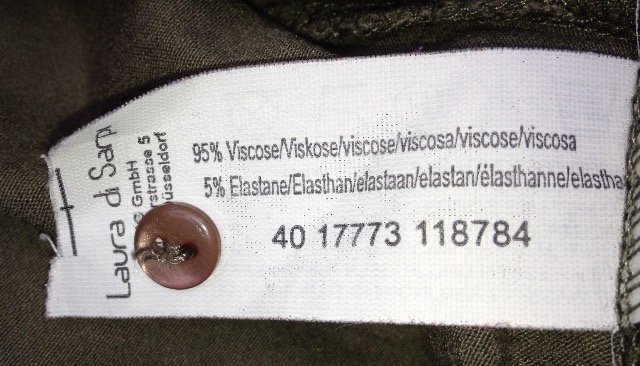 95% Viscose/Viskose/viscose/viscosa/viscose/viscosa
5% Elastane/Elasthan/elastaan/elastan/élasthanne/elastha
40 17773 118784
Laura di Sarp
GmbH
rstrasse 5
üsseldorf